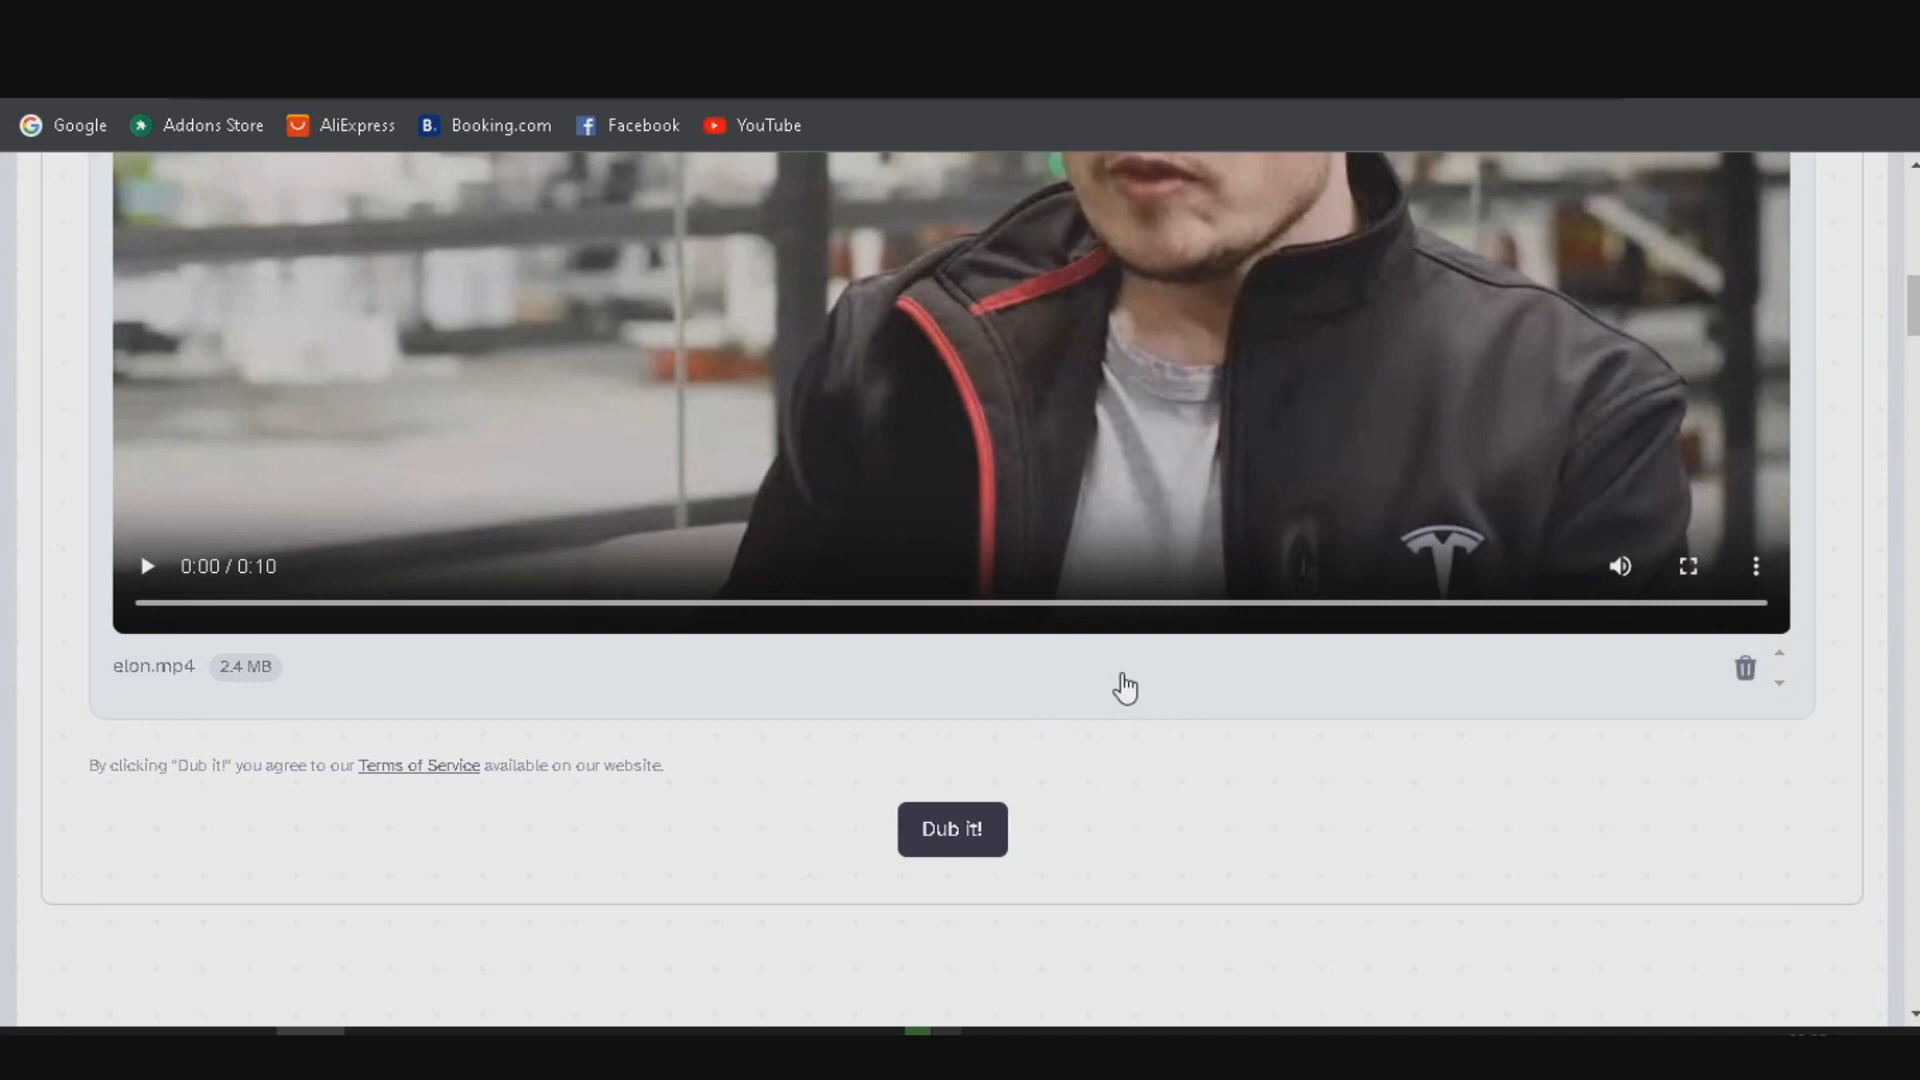 Google Addons Store AliExpress B. Booking.com Facebook YouTube
0:00 / 0:10
elon.mp4 2.4 MB
By clicking "Dub it!" you agree to our Terms of Service available on our website.
Dub it!